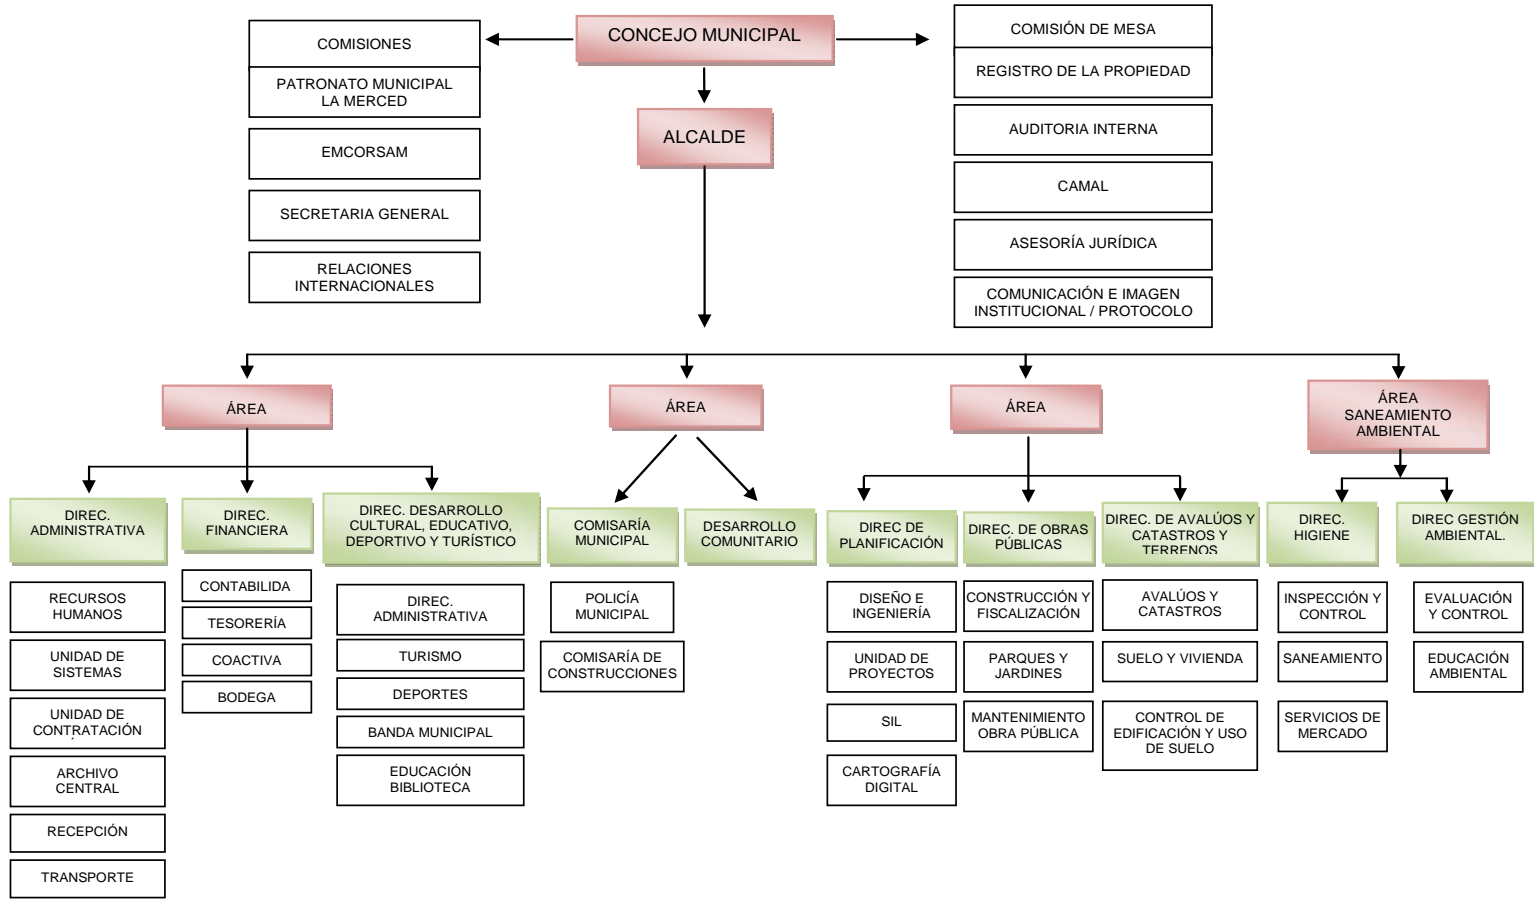 CONCEJO MUNICIPAL
COMISIONES
PATRONATO MUNICIPAL
LA MERCED
EMCORSAM
SECRETARIA GENERAL
RELACIONES
INTERNACIONALES
COMISIÓN DE MESA
REGISTRO DE LA PROPIEDAD
AUDITORIA INTERNA
CAMAL
ASESORÍA JURÍDICA
COMUNICACIÓN E IMAGEN
INSTITUCIONAL / PROTOCOLO
ALCALDE
ÁREA
ÁREA
ÁREA
ÁREA
SANEAMIENTO
AMBIENTAL
DIREC.
ADMINISTRATIVA
RECURSOS
HUMANOS
UNIDAD DE
SISTEMAS
UNIDAD DE
CONTRATACIÓN
ARCHIVO
CENTRAL
RECEPCIÓN
TRANSPORTE
DIREC.
FINANCIERA
CONTABILIDA
TESORERÍA
COACTIVA
BODEGA
DIREC. DESARROLLO
CULTURAL, EDUCATIVO,
DEPORTIVO Y TURÍSTICO
DIREC.
ADMINISTRATIVA
TURISMO
DEPORTES
BANDA MUNICIPAL
EDUCACIÓN
BIBLIOTECA
COMISARÍA
MUNICIPAL
POLICÍA
MUNICIPAL
COMISARÍA DE
CONSTRUCCIONES
DESARROLLO
COMUNITARIO
DIREC DE
PLANIFICACIÓN
DISEÑO E
INGENIERÍA
UNIDAD DE
PROYECTOS
SIL
CARTOGRAFÍA
DIGITAL
DIREC. DE OBRAS
PÚBLICAS
CONSTRUCCIÓN Y
FISCALIZACIÓN
PARQUES Y
JARDINES
MANTENIMIENTO
OBRA PÚBLICA
DIREC. DE AVALÚOS Y
CATASTROS Y
TERRENOS
AVALÚOS Y
CATASTROS
SUELO Y VIVIENDA
CONTROL DE
EDIFICACIÓN Y USO
DE SUELO
DIREC.
HIGIENE
INSPECCIÓN Y
CONTROL
SANEAMIENTO
SERVICIOS DE
MERCADO
DIREC GESTIÓN
AMBIENTAL.
EVALUACIÓN
Y CONTROL
EDUCACIÓN
AMBIENTAL